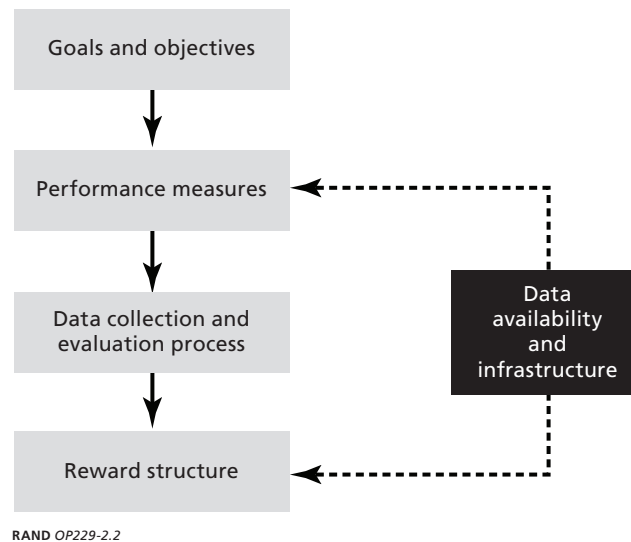 Goals and objectives
Performance measures
Data collection and
evaluation process
Reward structure
Data
availability
and
infrastructure
RAND OP229-2.2